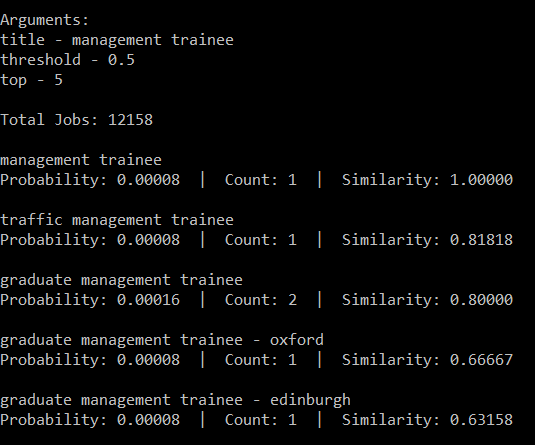 Arguments:
title - management trainee
threshold - 0.5
top - 5
Total Jobs: 12158
management trainee
Probability: 0.00008  |  Count: 1  |  Similarity: 1.00000
traffic management trainee
Probability: 0.00008  |  Count: 1  |  Similarity: 0.81818
graduate management trainee
Probability: 0.00016  |  Count: 2  |  Similarity: 0.80000
graduate management trainee - oxford
Probability: 0.00008  |  Count: 1  |  Similarity: 0.66667
graduate management trainee - edinburgh
Probability: 0.00008  |  Count: 1  |  Similarity: 0.63158